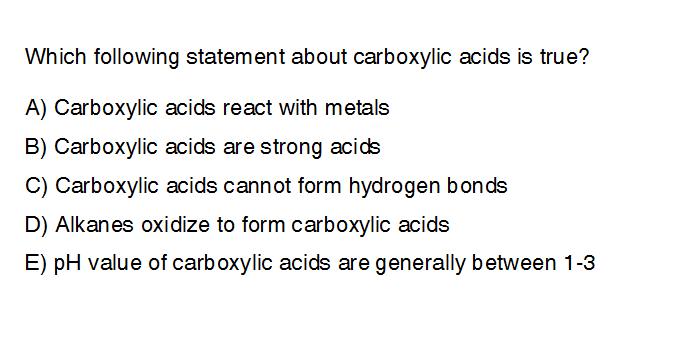 Which following statement about carboxylic acids is true?
A) Carboxylic acids react with metals
B) Carboxylic acids are strong acids
C) Carboxylic acids cannot form hydrogen bonds
D) Alkanes oxidize to form carboxylic acids
E) pH value of carboxylic acids are generally between 1-3